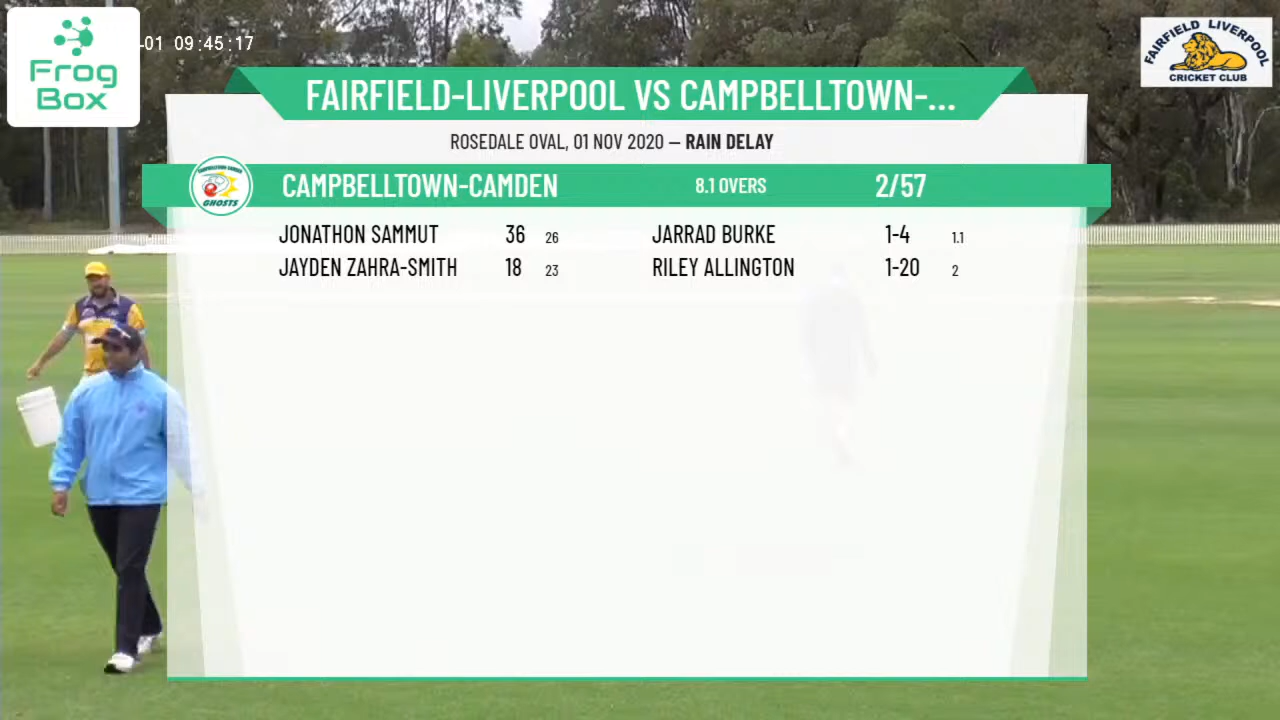 Frog
Box
-01 09:45:17
FAIRFIELD LIVERPOOL
CRICKET CLUB
FAIRFIELD-LIVERPOOL VS CAMPBELLTOWN-...
ROSEDALE OVAL, 01 NOV 2020 – RAIN DELAY
GHOSTS
CAMPBELLTOWN-CAMDEN 8.1 OVERS 2/57
JONATHON SAMMUT 36 26 JARRAD BURKE 1-4 1.1
JAYDEN ZAHRA-SMITH 18 23 RILEY ALLINGTON 1-20 2